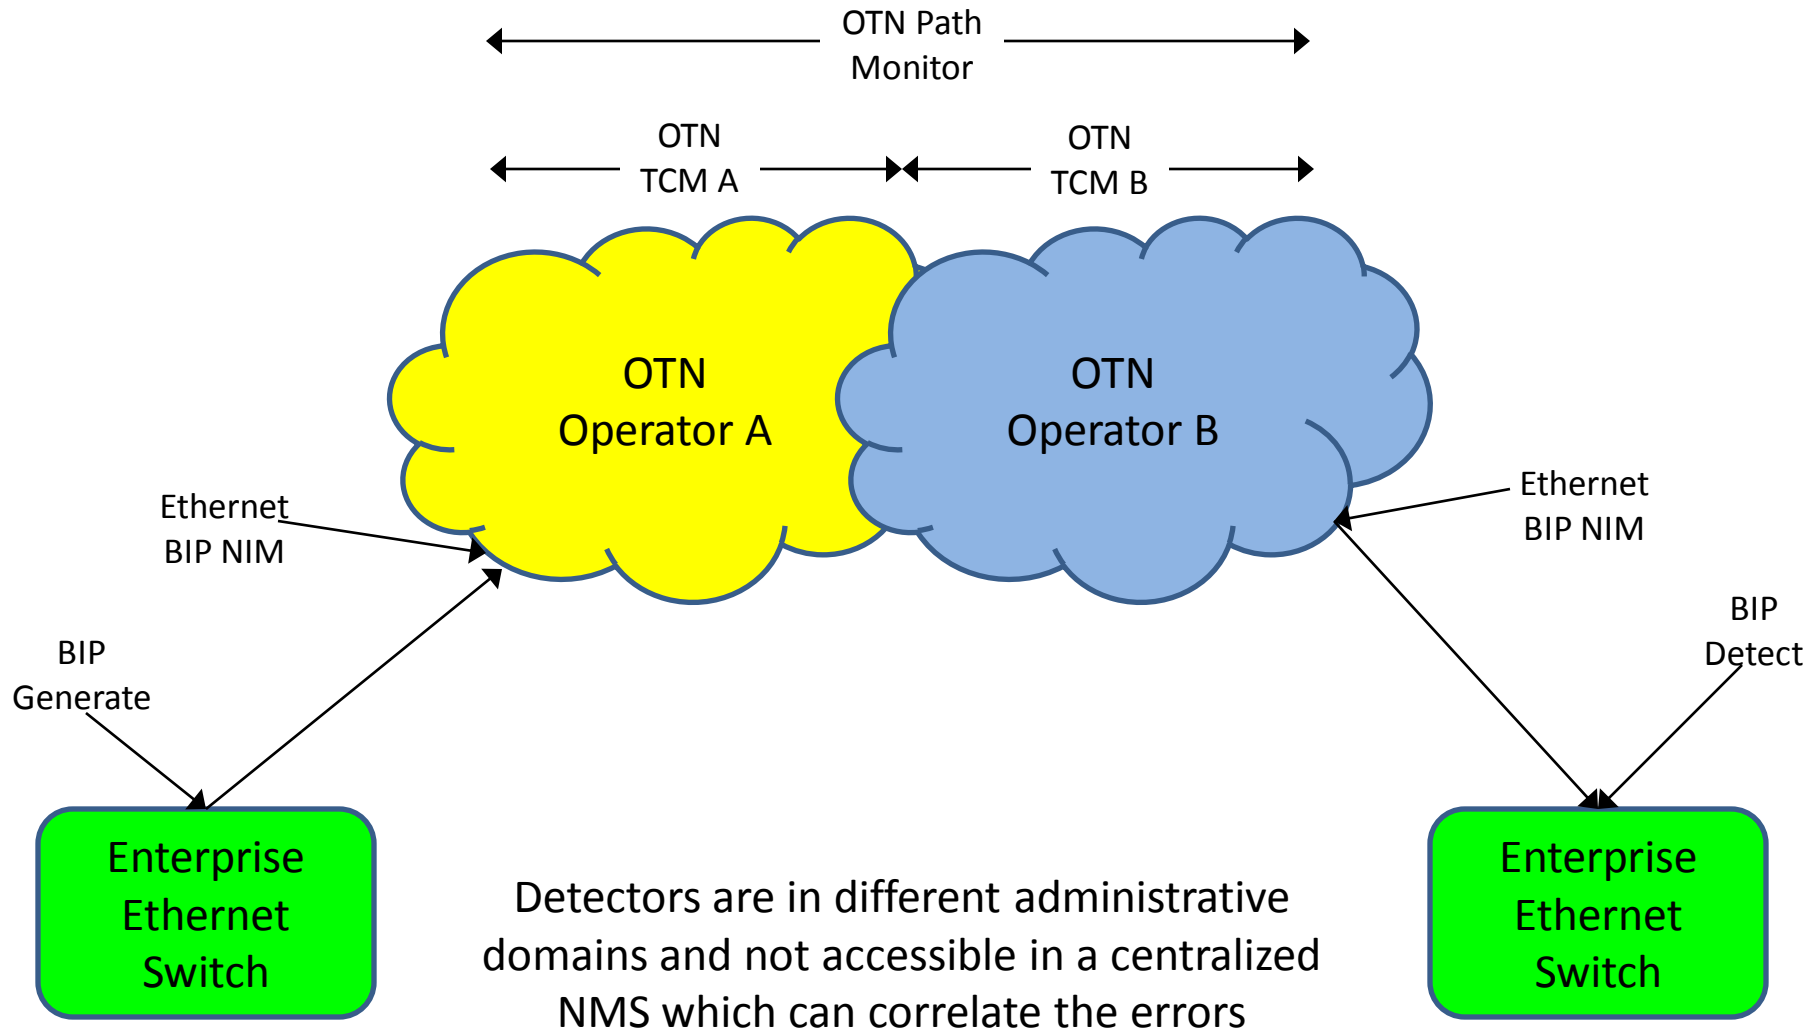 OTN Path
Monitor
OTN
TCM A
OTN
TCM B
OTN
Operator A
OTN
Operator B
Ethernet
BIP NIM
Ethernet
BIP NIM
BIP
Generate
BIP
Detect
Enterprise
Ethernet
Switch
Detectors are in different administrative
domains and not accessible in a centralized
NMS which can correlate the errors
Enterprise
Ethernet
Switch